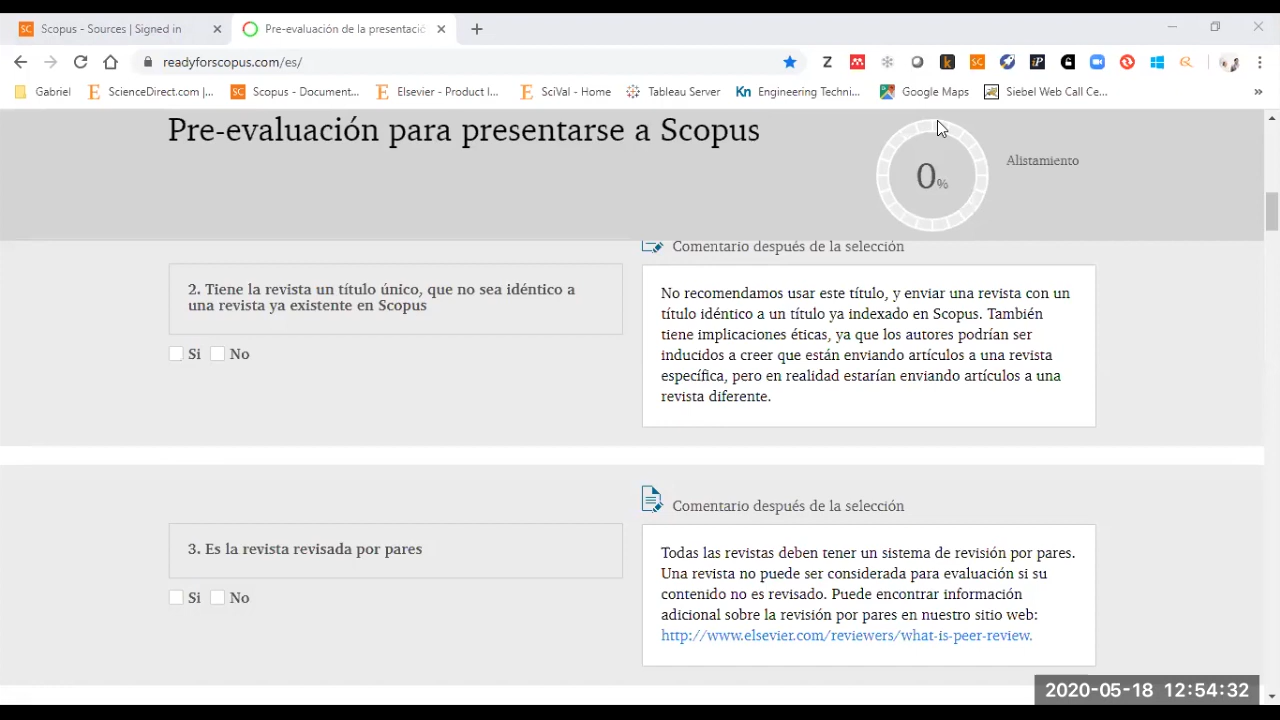 Scopus - Sources | Signed in
Pre-evaluación de la presentació
readyforscopus.com/es/
Gabriel
ScienceDirect.com |...
Scopus - Document...
Elsevier - Product I...
SciVal - Home
Tableau Server
Engineering Techni...
Google Maps
Siebel Web Call Ce...
»
Pre-evaluación para presentarse a Scopus
0%
Alistamiento
Comentario después de la selección
2. Tiene la revista un título único, que no sea idéntico a
una revista ya existente en Scopus
Si No
No recomendamos usar este título, y enviar una revista con un
título idéntico a un título ya indexado en Scopus. También
tiene implicaciones éticas, ya que los autores podrían ser
inducidos a creer que están enviando artículos a una revista
específica, pero en realidad estarían enviando artículos a una
revista diferente.
Comentario después de la selección
3. Es la revista revisada por pares
Si No
Todas las revistas deben tener un sistema de revisión por pares.
Una revista no puede ser considerada para evaluación si su
contenido no es revisado. Puede encontrar información
adicional sobre la revisión por pares en nuestro sitio web:
http://www.elsevier.com/reviewers/what-is-peer-review.
2020-05-18 12:54:32